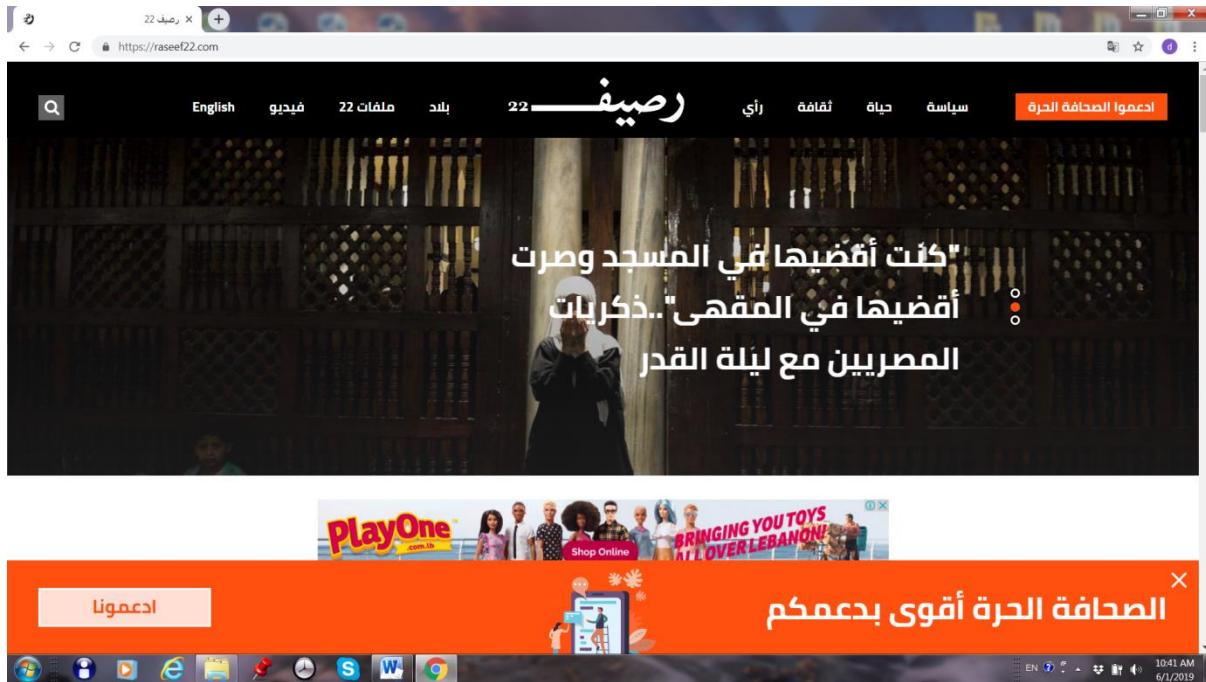 رصيف 22
https://raseef22.com
d
ادعموا الصحافة الحرة
سياسة
حياة
ثقافة
رأي
رصيف 22
بلاد
ملفات 22
فيديو
English
"كنت أقضيها في المسجد وصرت
أقضيها في المقهى"..ذكريات
المصريين مع ليلة القدر
PlayOne
.com.lb
Shop Online
BRINGING YOU TOYS
ALL OVER LEBANON!
الصحافة الحرة أقوى بدعمكم
ادعمونا
EN
10:41 AM
6/1/2019